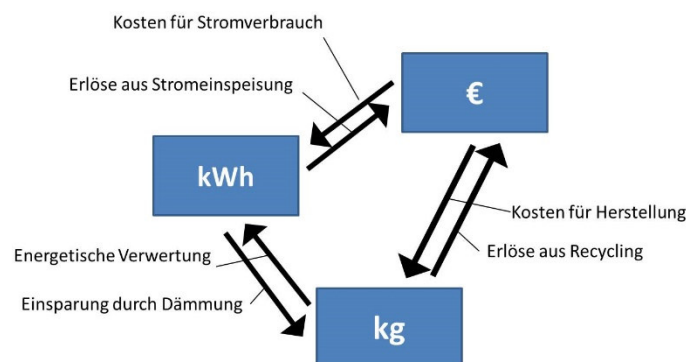 Kosten für Stromverbrauch
Erlöse aus Stromeinspeisung
€
kWh
Kosten für Herstellung
Erlöse aus Recycling
Energetische Verwertung
Einsparung durch Dämmung
kg